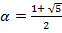 α = (1 + √5) / 2